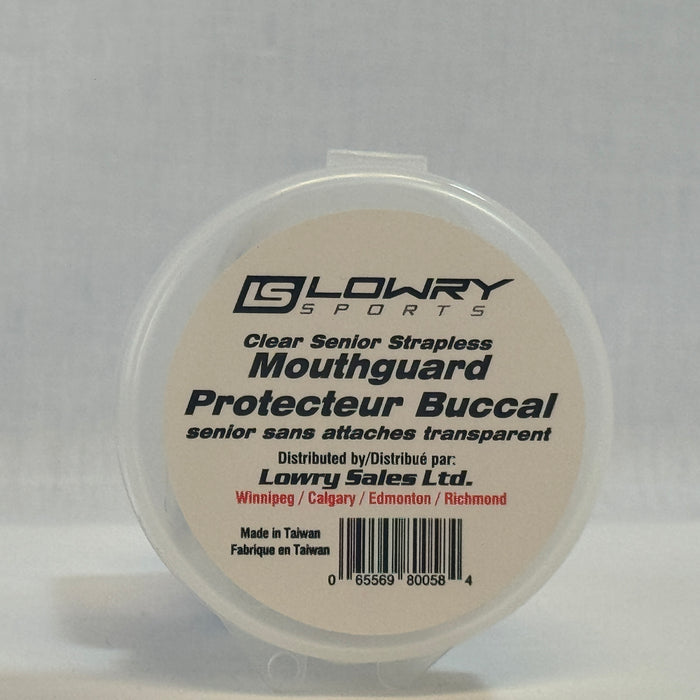 LS LOWRY
SPORTS
Clear Senior Strapless
Mouthguard
Protecteur Buccal
senior sans attaches transparent
Distributed by/Distribué par:
Lowry Sales Ltd.
Winnipeg / Calgary / Edmonton / Richmond
Made in Taiwan
Fabrique en Taiwan
0 65569 80058 4